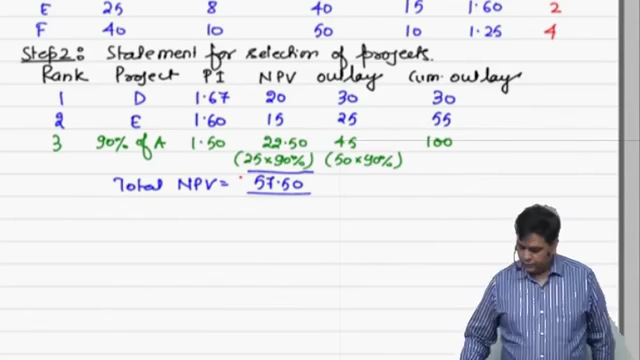 E 25 8 40 15 1.60 2
F 40 10 50 10 1.25 4
Step 2: Statement for selection of projects.
Rank Project PI NPV outlay Cum. outlay
1 D 1.67 20 30 30
2 E 1.60 15 25 55
3 90% of A 1.50 22.50 45 100
(25×90%) (50×90%)
Total NPV = 57.50